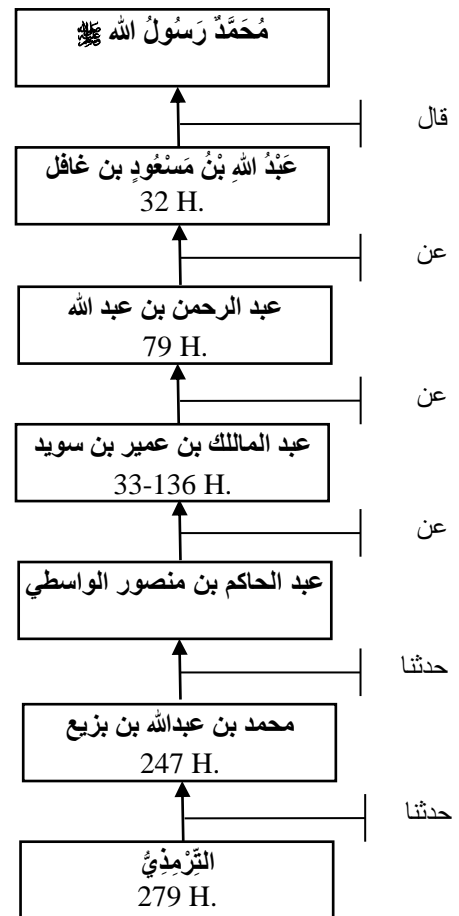 مُحَمَّدٌ رَسُولُ الله ﷺ
قال
عَبْدُ اللهِ بْنُ مَسْعُودٍ بن غافل
32 H.
عن
عبد الرحمن بن عبد الله
79 H.
عن
عبد الماللك بن عمير بن سويد
33-136 H.
عن
عبد الحاكم بن منصور الواسطي
حدثنا
محمد بن عبدالله بن بزيع
247 H.
حدثنا
التِّرْمِذِيُّ
279 H.